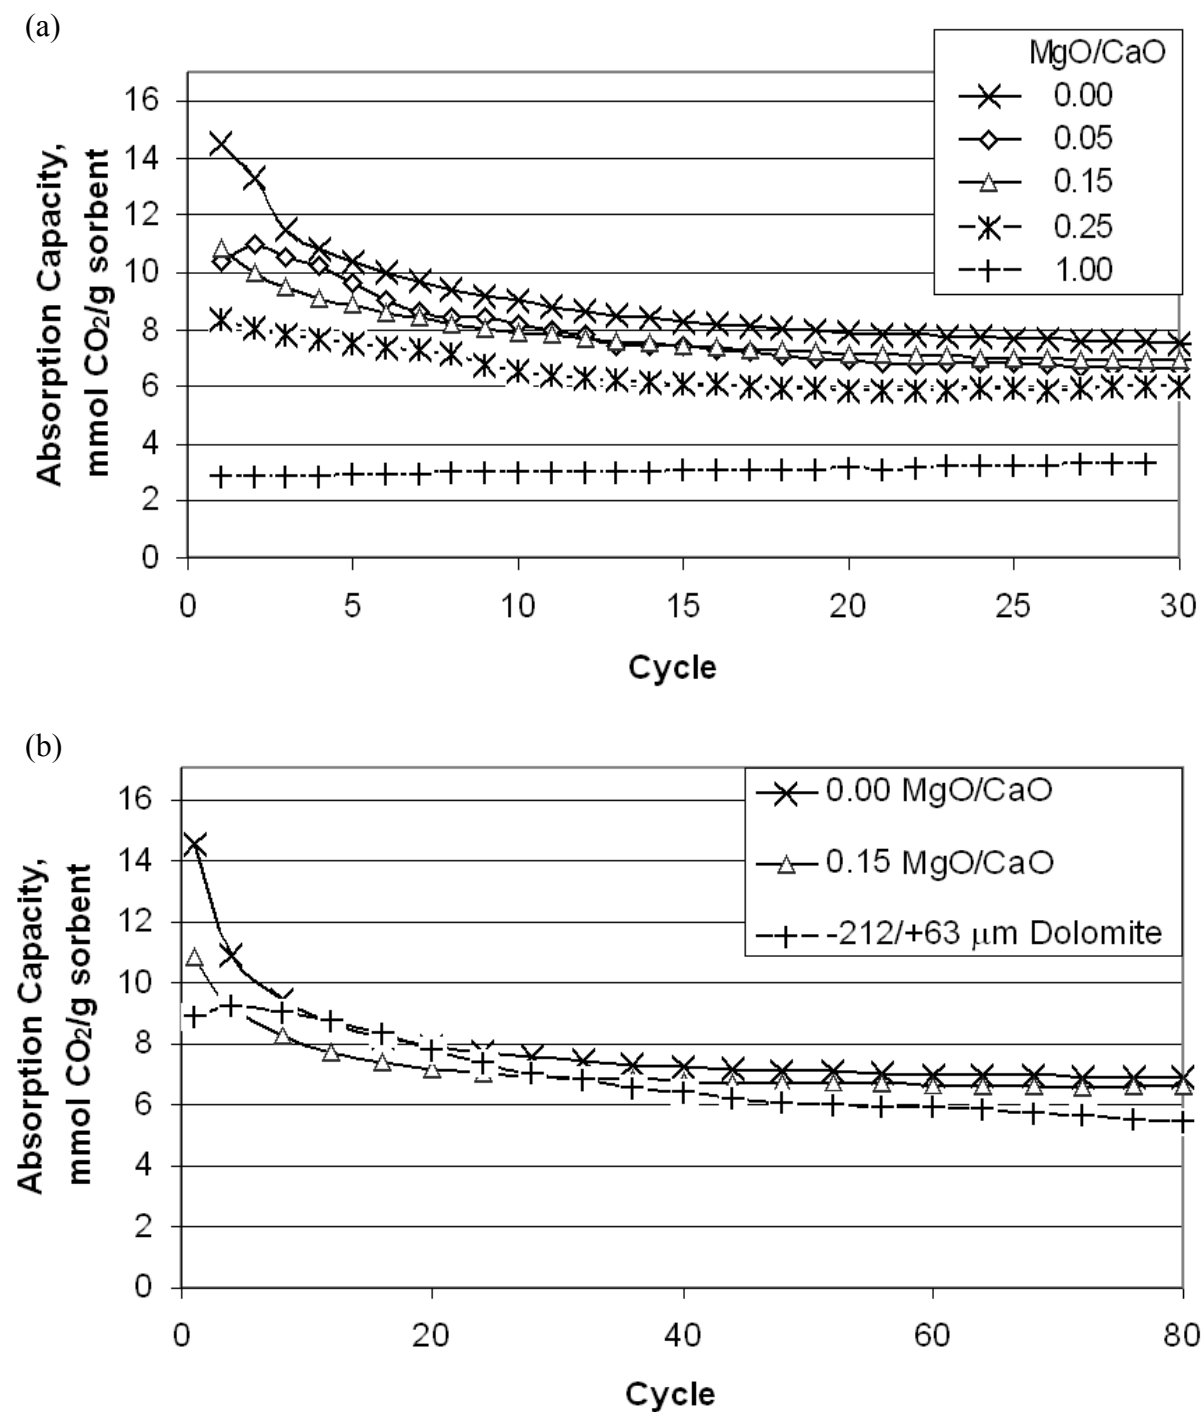 (a)
MgO/CaO
0.00
0.05
0.15
0.25
1.00
Absorption Capacity,
mmol CO₂/g sorbent
16
14
12
10
8
6
4
2
0
0 5 10 15 20 25 30
Cycle
(b)
0.00 MgO/CaO
0.15 MgO/CaO
-212/+63 μm Dolomite
Absorption Capacity,
mmol CO₂/g sorbent
16
14
12
10
8
6
4
2
0
0 20 40 60 80
Cycle